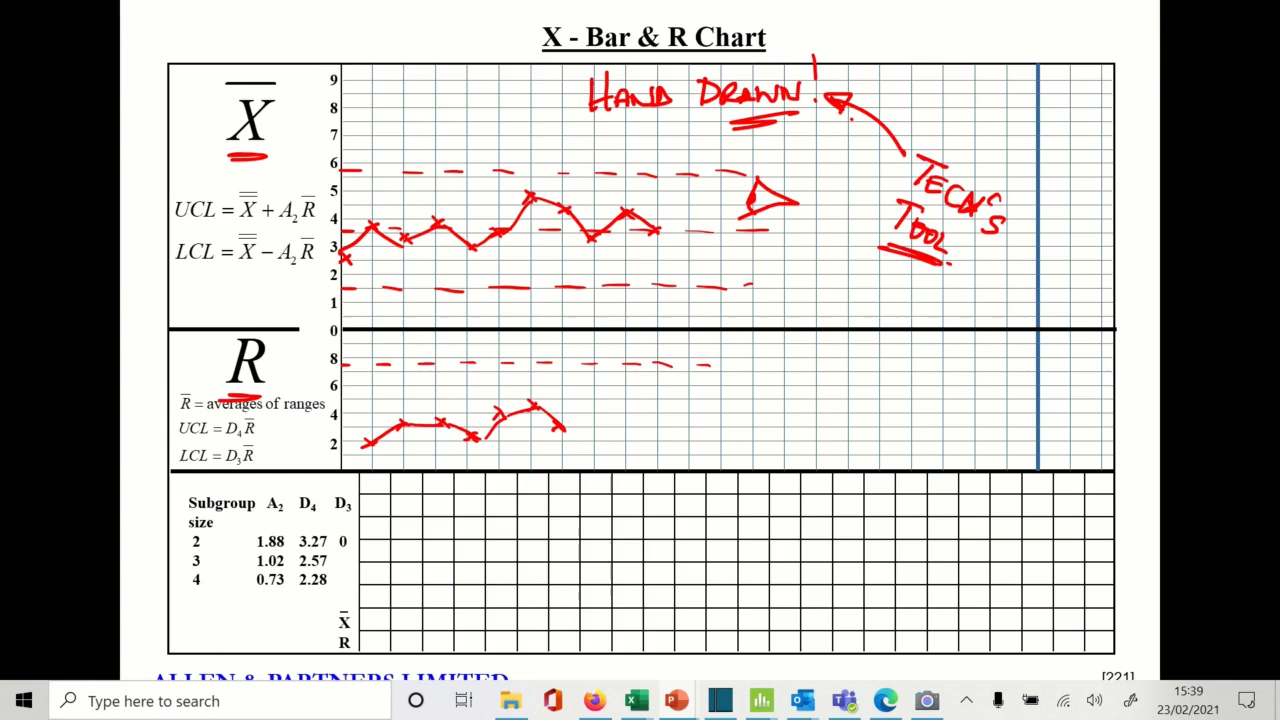 X - Bar & R Chart
X̄
UCL = X̿ + A₂R̄
LCL = X̿ − A₂R̄
9
8
7
6
5
4
3
2
1
0
HAND DRAWN!
TOOL
R
R̄ = averages of ranges
UCL = D₄R̄
LCL = D₃R̄
8
6
4
2
Subgroup size A₂ D₄ D₃
2 1.88 3.27 0
3 1.02 2.57
4 0.73 2.28
X̄
R
ALLEN & PARTNERS LIMITED
[221]
Type here to search
15:39
23/02/2021